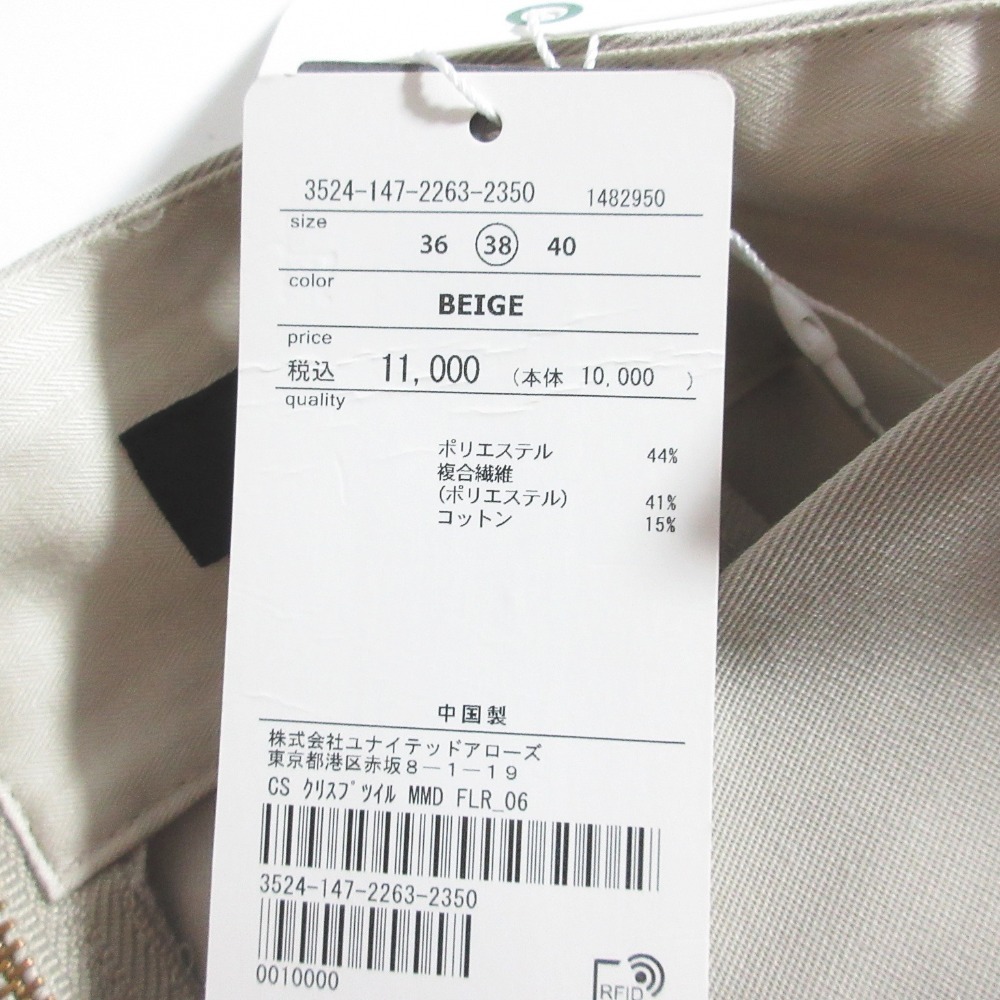 3524-147-2263-2350 1482950
size
36 38 40
color
BEIGE
price
税込 11,000 (本体 10,000 )
quality
ポリエステル 44%
複合繊維
(ポリエステル) 41%
コットン 15%
中国製
株式会社ユナイテッドアローズ
東京都港区赤坂8-1-19
CS クリスプツイル MMD FLR_06
3524-147-2263-2350
0010000
RFID